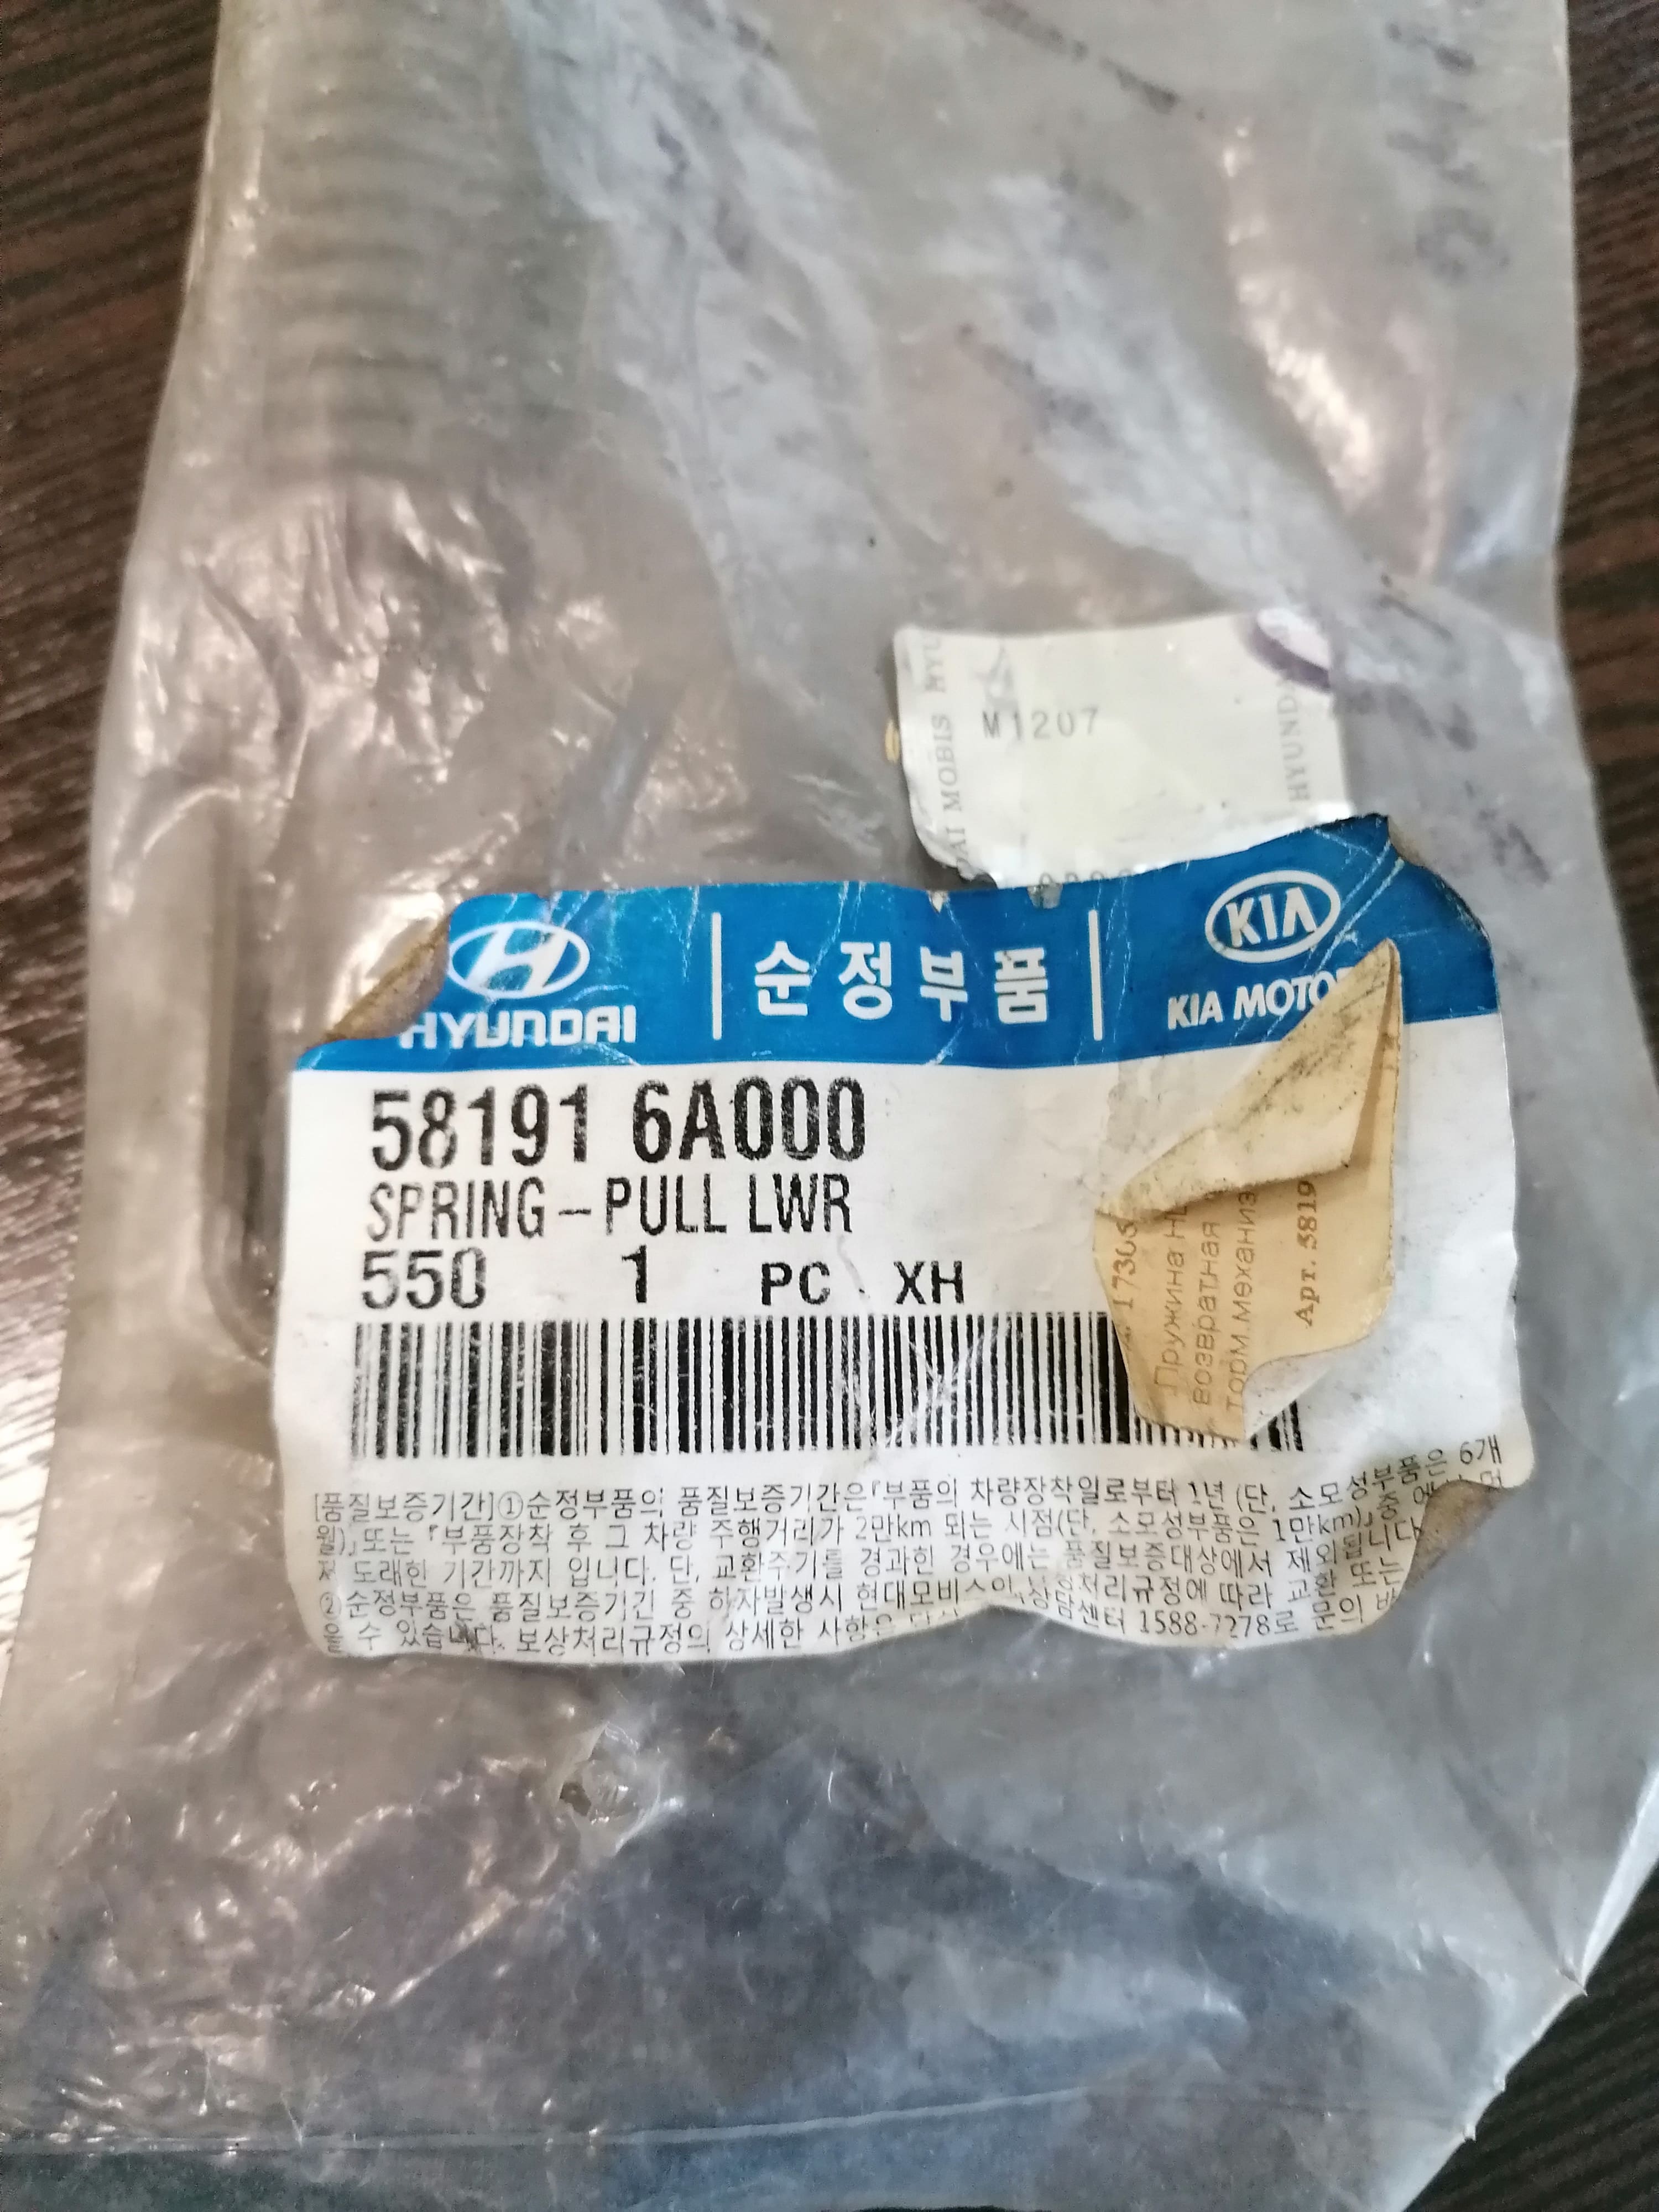 M1207
MOBIS
HYUNDAI
순정부품
KIA
KIA
58191 6A000
SPRING-PULL LWR
550 1 PC XH
Пружина
возвратная
торм.механиз
Арт. 5819
[품질보증기간]①순정부품의 품질보증기간은『부품의 차량장착일로부터 1년 (단, 소모성부품은 6개
월)』또는『부품장착 후 그 차량 주행거리가 2만km 되는 시점(단, 소모성부품은 1만km)』중에
도래한 기간까지 입니다. 단, 교환주기를 경과한 경우에는 품질보증대상에서 제외됩니다
②순정부품은 품질보증기간 중 하자발생시 현대모비스의 보상처리규정에 따라 교환 또는
을 수 있습니다. 보상처리규정의 상세한 사항은 1588-7278로 문의